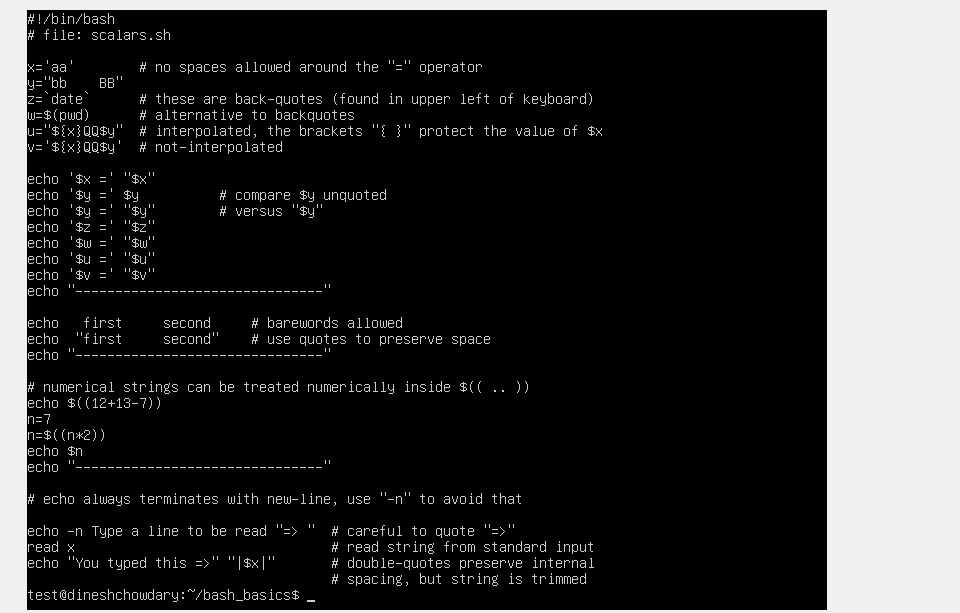 #!/bin/bash
# file: scalars.sh

x='aa'        # no spaces allowed around the "=" operator
y="bb    BB"
z=`date`      # these are back-quotes (found in upper left of keyboard)
w=$(pwd)      # alternative to backquotes
u="${x}QQ$y"  # interpolated, the brackets "{ }" protect the value of $x
v='${x}QQ$y'  # not-interpolated

echo '$x =' "$x"
echo '$y =' $y          # compare $y unquoted
echo '$y =' "$y"        # versus "$y"
echo '$z =' "$z"
echo '$w =' "$w"
echo '$u =' "$u"
echo '$v =' "$v"
echo "-------------------------------"

echo   first     second     # barewords allowed
echo  "first     second"    # use quotes to preserve space
echo "-------------------------------"

# numerical strings can be treated numerically inside $(( .. ))
echo $((12+13-7))
n=7
n=$((n*2))
echo $n
echo "-------------------------------"

# echo always terminates with new-line, use "-n" to avoid that

echo -n Type a line to be read "=> "  # careful to quote "=>"
read x                                # read string from standard input
echo "You typed this =>" "|$x|"       # double-quotes preserve internal
                                      # spacing, but string is trimmed
test@dineshchowdary:~/bash_basics$ _